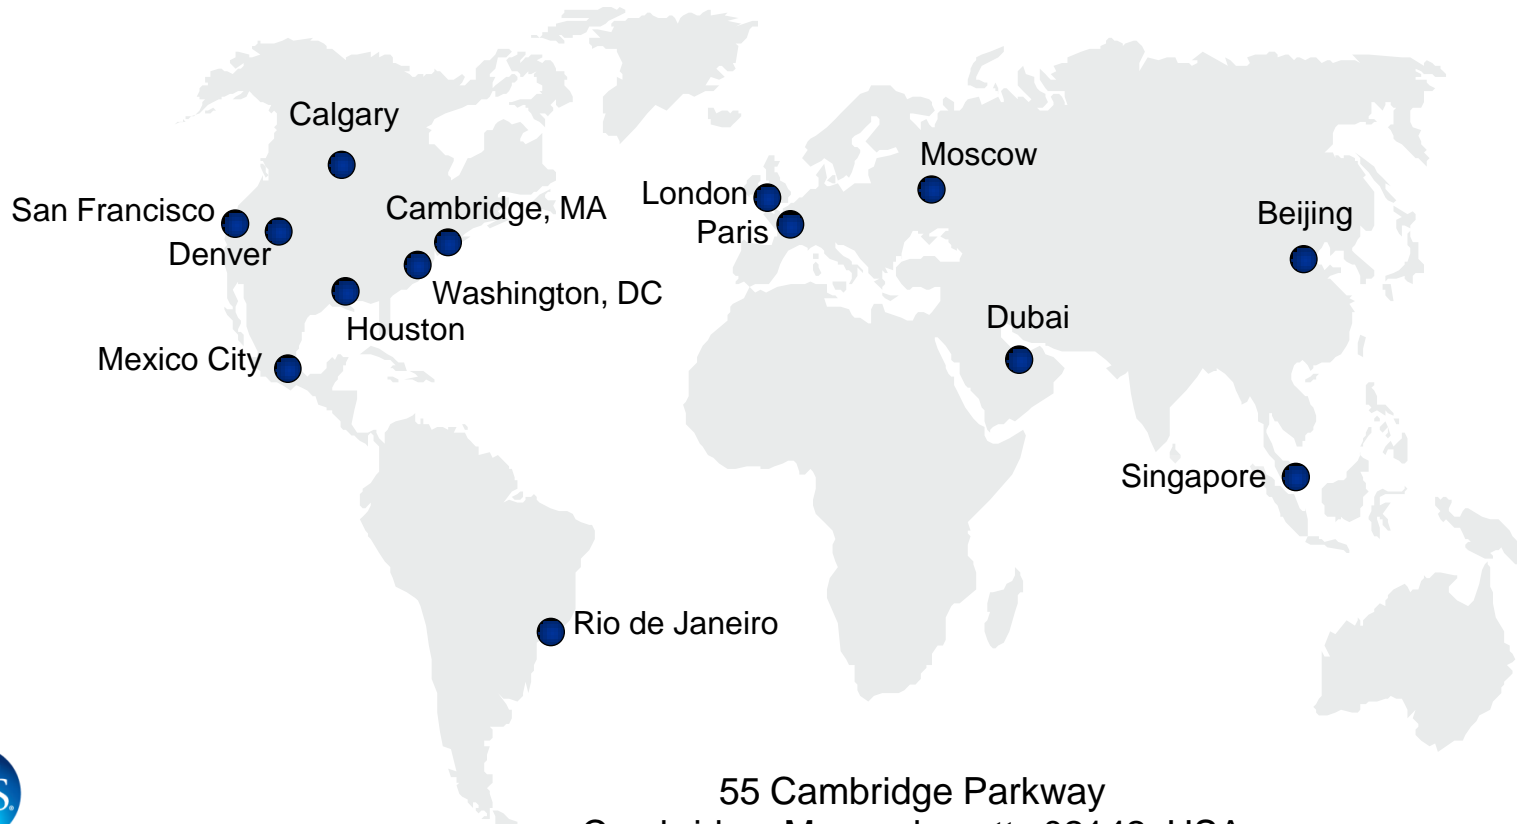 Calgary
Moscow
London
San Francisco
Cambridge, MA
Beijing
Paris
Denver
Washington, DC
Dubai
Houston
Mexico City
Singapore
Rio de Janeiro
55 Cambridge Parkway